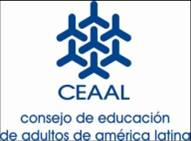 CEAAL
consejo de educación
de adultos de américa latina